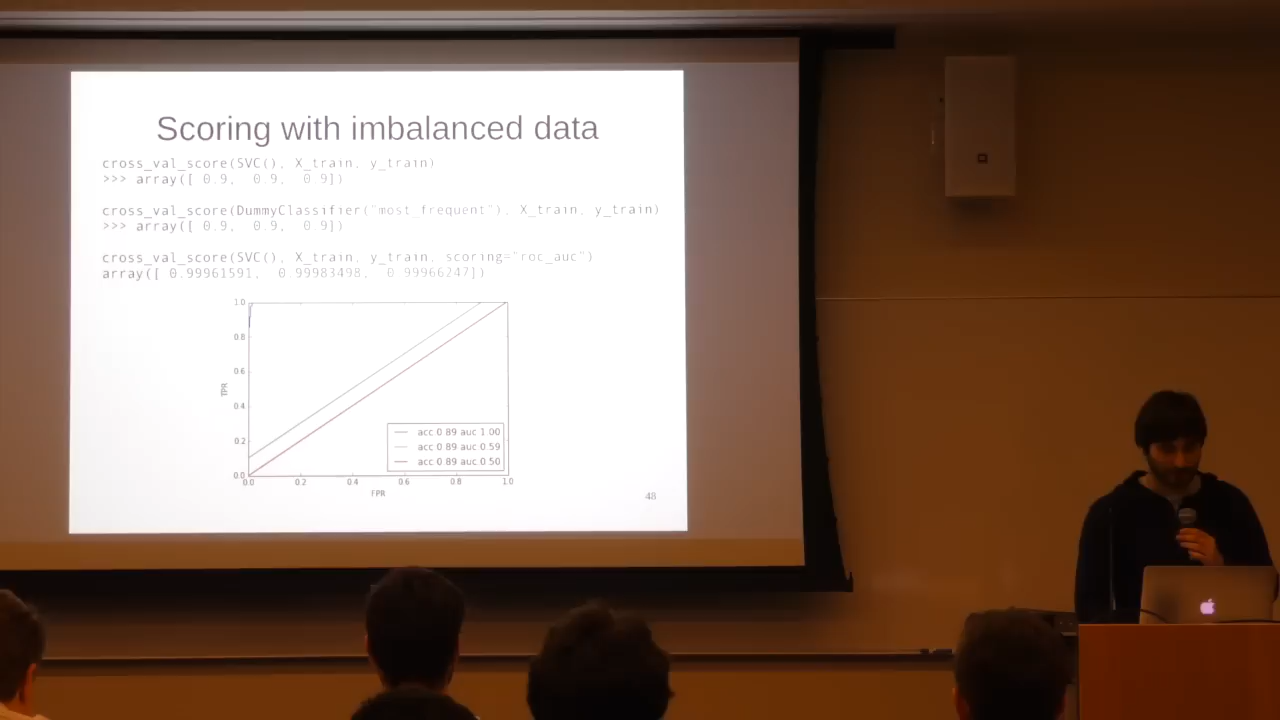 Scoring with imbalanced data
cross_val_score(SVC(), X_train, y_train)
>>> array([ 0.9,  0.9,  0.9])
cross_val_score(DummyClassifier("most_frequent"), X_train, y_train)
>>> array([ 0.9,  0.9,  0.9])
cross_val_score(SVC(), X_train, y_train, scoring="roc_auc")
array([ 0.99961591,  0.99983498,  0.99966247])
1.0
0.8
0.6
0.4
0.2
0.0
TPR
acc 0.89 auc 1.00
acc 0.89 auc 0.59
acc 0.89 auc 0.50
0.0 0.2 0.4 0.6 0.8 1.0
FPR
48